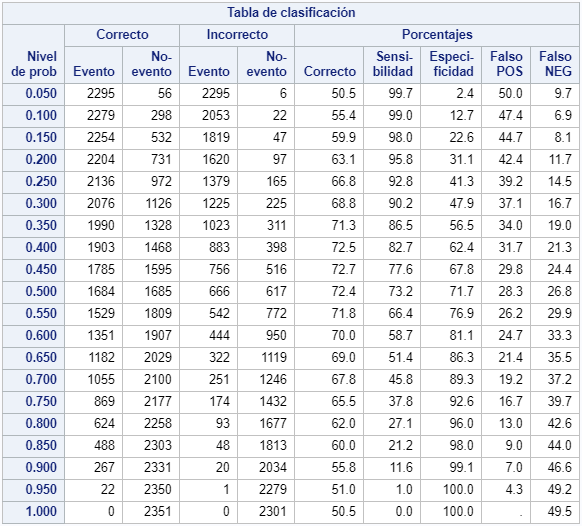 Tabla de clasificación
Correcto Incorrecto Porcentajes
Nivel de prob Evento No-evento Evento No-evento Correcto Sensi-bilidad Especi-ficidad Falso POS Falso NEG
0.050 2295 56 2295 6 50.5 99.7 2.4 50.0 9.7
0.100 2279 298 2053 22 55.4 99.0 12.7 47.4 6.9
0.150 2254 532 1819 47 59.9 98.0 22.6 44.7 8.1
0.200 2204 731 1620 97 63.1 95.8 31.1 42.4 11.7
0.250 2136 972 1379 165 66.8 92.8 41.3 39.2 14.5
0.300 2076 1126 1225 225 68.8 90.2 47.9 37.1 16.7
0.350 1990 1328 1023 311 71.3 86.5 56.5 34.0 19.0
0.400 1903 1468 883 398 72.5 82.7 62.4 31.7 21.3
0.450 1785 1595 756 516 72.7 77.6 67.8 29.8 24.4
0.500 1684 1685 666 617 72.4 73.2 71.7 28.3 26.8
0.550 1529 1809 542 772 71.8 66.4 76.9 26.2 29.9
0.600 1351 1907 444 950 70.0 58.7 81.1 24.7 33.3
0.650 1182 2029 322 1119 69.0 51.4 86.3 21.4 35.5
0.700 1055 2100 251 1246 67.8 45.8 89.3 19.2 37.2
0.750 869 2177 174 1432 65.5 37.8 92.6 16.7 39.7
0.800 624 2258 93 1677 62.0 27.1 96.0 13.0 42.6
0.850 488 2303 48 1813 60.0 21.2 98.0 9.0 44.0
0.900 267 2331 20 2034 55.8 11.6 99.1 7.0 46.6
0.950 22 2350 1 2279 51.0 1.0 100.0 4.3 49.2
1.000 0 2351 0 2301 50.5 0.0 100.0 . 49.5